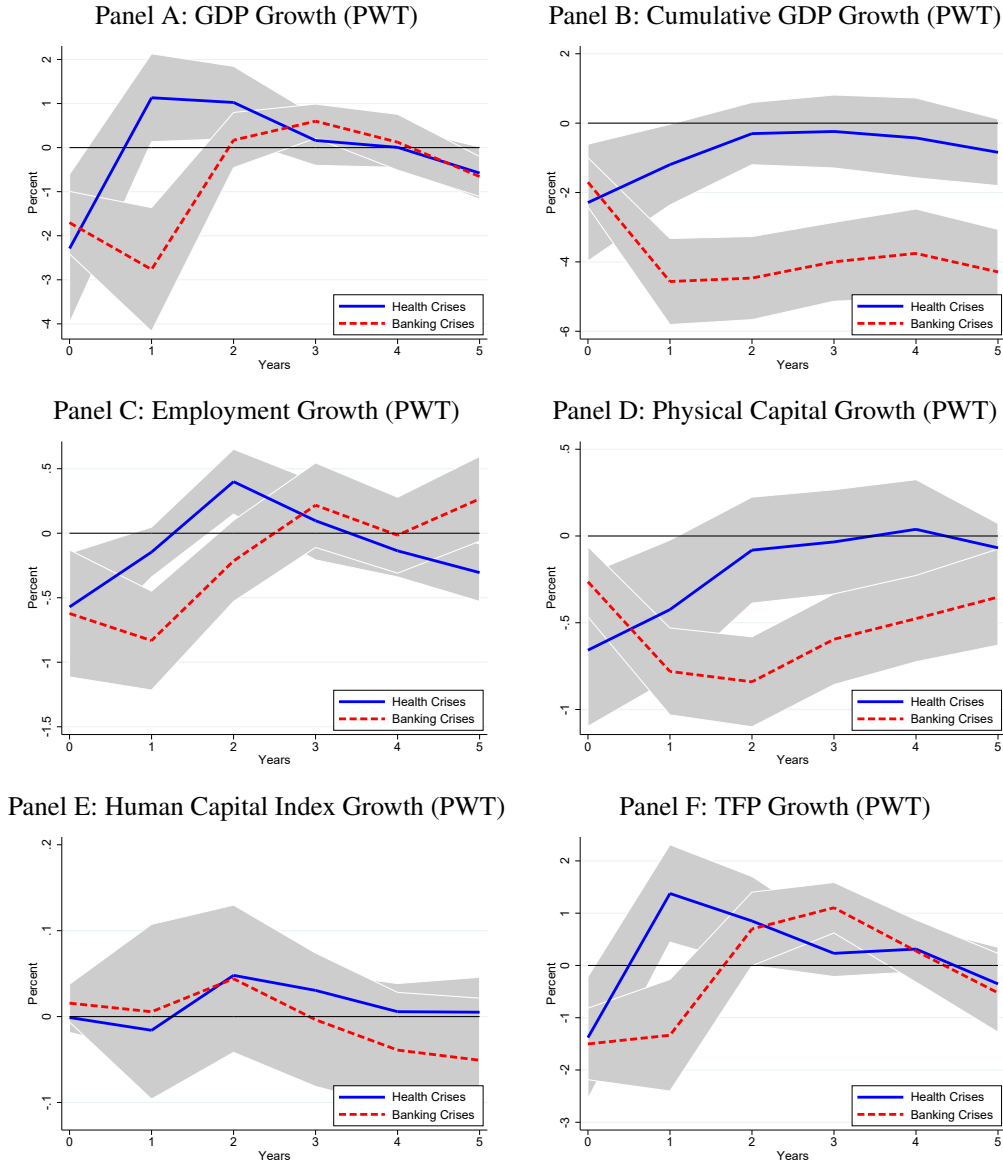 Panel A: GDP Growth (PWT)
Percent
2
1
0
-1
-2
-3
-4
0 1 2 3 4 5
Years
Health Crises
Banking Crises
Panel B: Cumulative GDP Growth (PWT)
Percent
2
0
-2
-4
-6
0 1 2 3 4 5
Years
Health Crises
Banking Crises
Panel C: Employment Growth (PWT)
Percent
.5
0
-.5
-1
-1.5
0 1 2 3 4 5
Years
Health Crises
Banking Crises
Panel D: Physical Capital Growth (PWT)
Percent
.5
0
-.5
-1
0 1 2 3 4 5
Years
Health Crises
Banking Crises
Panel E: Human Capital Index Growth (PWT)
Percent
.2
.1
0
-.1
0 1 2 3 4 5
Years
Health Crises
Banking Crises
Panel F: TFP Growth (PWT)
Percent
2
1
0
-1
-2
-3
0 1 2 3 4 5
Years
Health Crises
Banking Crises